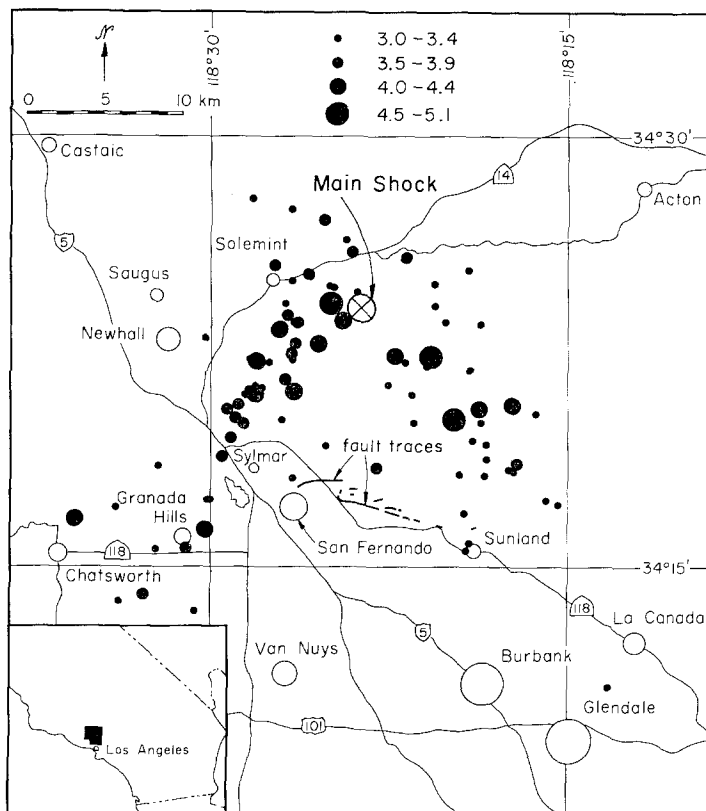 N
118°30'
118°15'
3.0 – 3.4
3.5 – 3.9
4.0 – 4.4
4.5 – 5.1
0 5 10 km
34°30'
Castaic
Main Shock
14
Acton
5
Solemint
Saugus
Newhall
Sylmar
fault traces
Granada
Hills
San Fernando
Sunland
118
34°15'
Chatsworth
118
La Canada
5
Van Nuys
Burbank
Glendale
101
Los Angeles